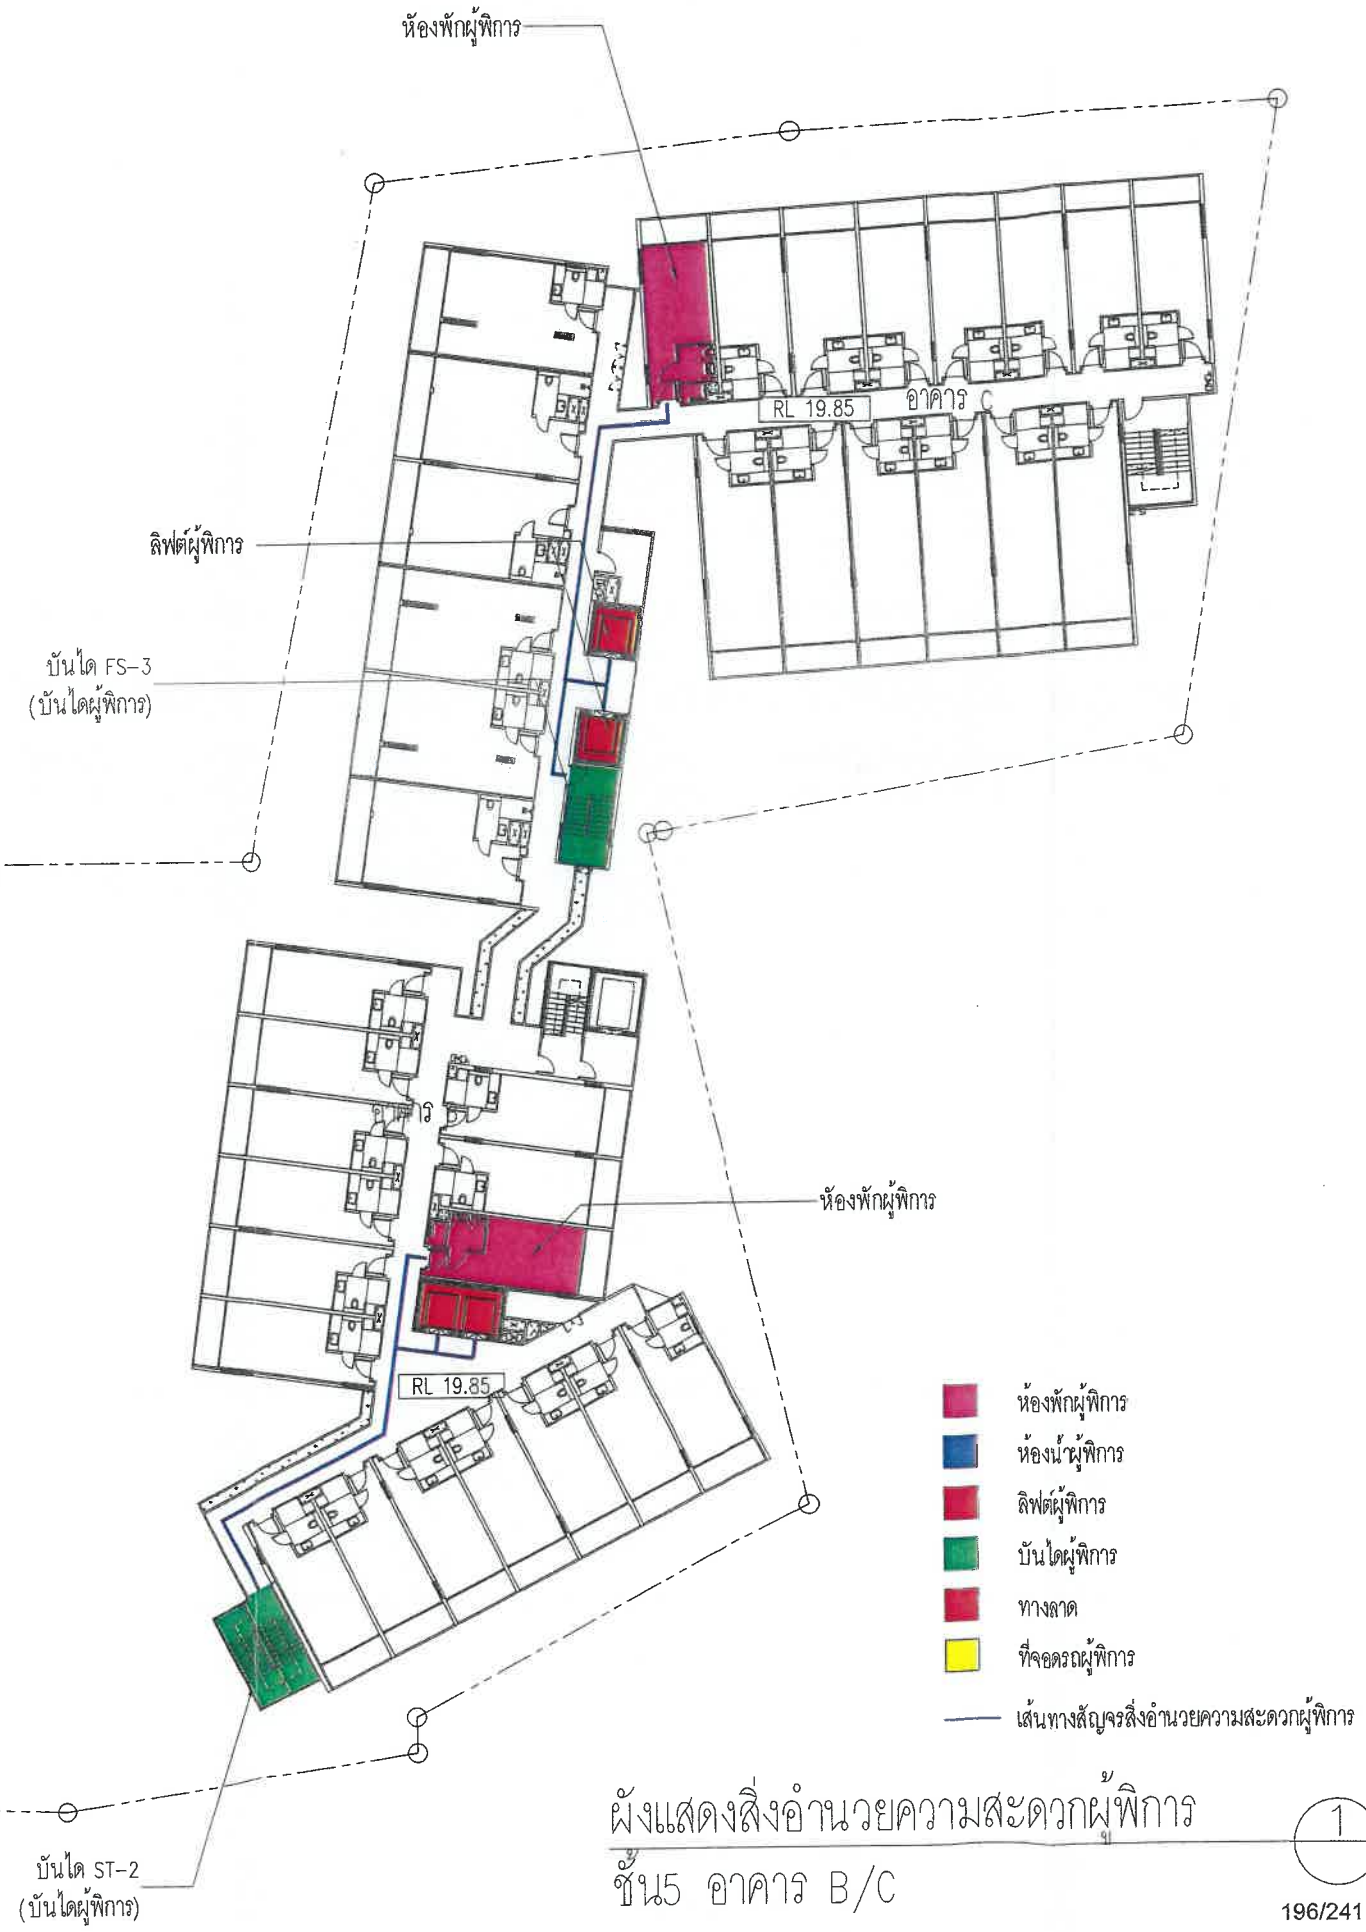 ห้องพักผู้พิการ
RL 19.85
อาคาร C
ลิฟต์ผู้พิการ
บันได FS-3
(บันไดผู้พิการ)
ห้องพักผู้พิการ
RL 19.85
ห้องพักผู้พิการ
ห้องน้ำผู้พิการ
ลิฟต์ผู้พิการ
บันไดผู้พิการ
ทางลาด
ที่จอดรถผู้พิการ
เส้นทางสัญจรสิ่งอำนวยความสะดวกผู้พิการ
ผังแสดงสิ่งอำนวยความสะดวกผู้พิการ
1
ชั้น5 อาคาร B/C
บันได ST-2
(บันไดผู้พิการ)
196/241